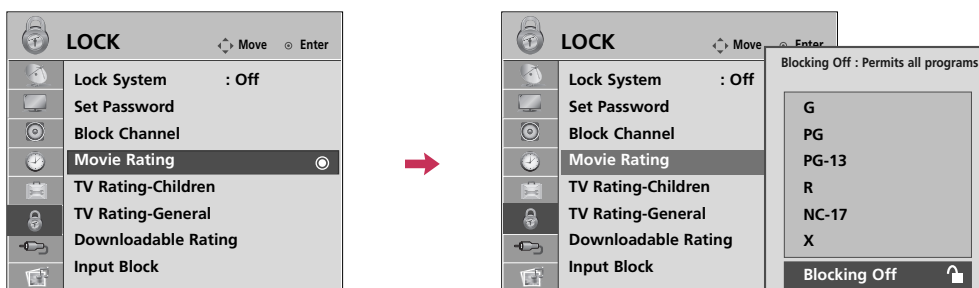 LOCK
Move Enter
Lock System : Off
Set Password
Block Channel
Movie Rating
TV Rating-Children
TV Rating-General
Downloadable Rating
Input Block
LOCK
Move Enter
Lock System : Off
Set Password
Block Channel
Movie Rating
TV Rating-Children
TV Rating-General
Downloadable Rating
Input Block
Blocking Off : Permits all programs
G
PG
PG-13
R
NC-17
X
Blocking Off